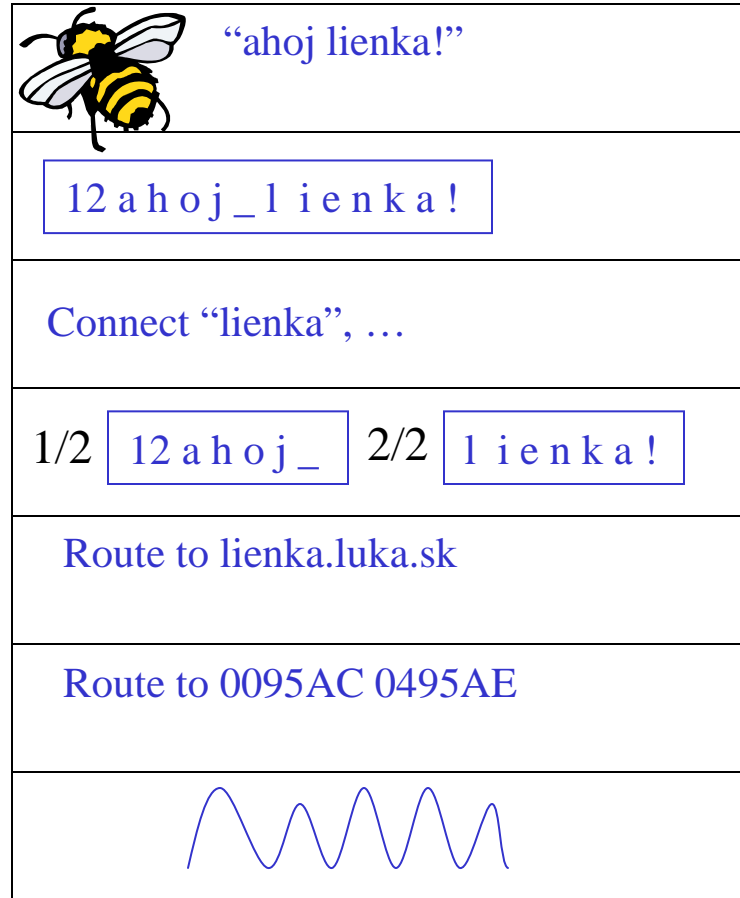 “ahoj lienka!”
12 a h o j _ l i e n k a !
Connect “lienka”, …
1/2 12 a h o j _ 2/2 l i e n k a !
Route to lienka.luka.sk
Route to 0095AC 0495AE